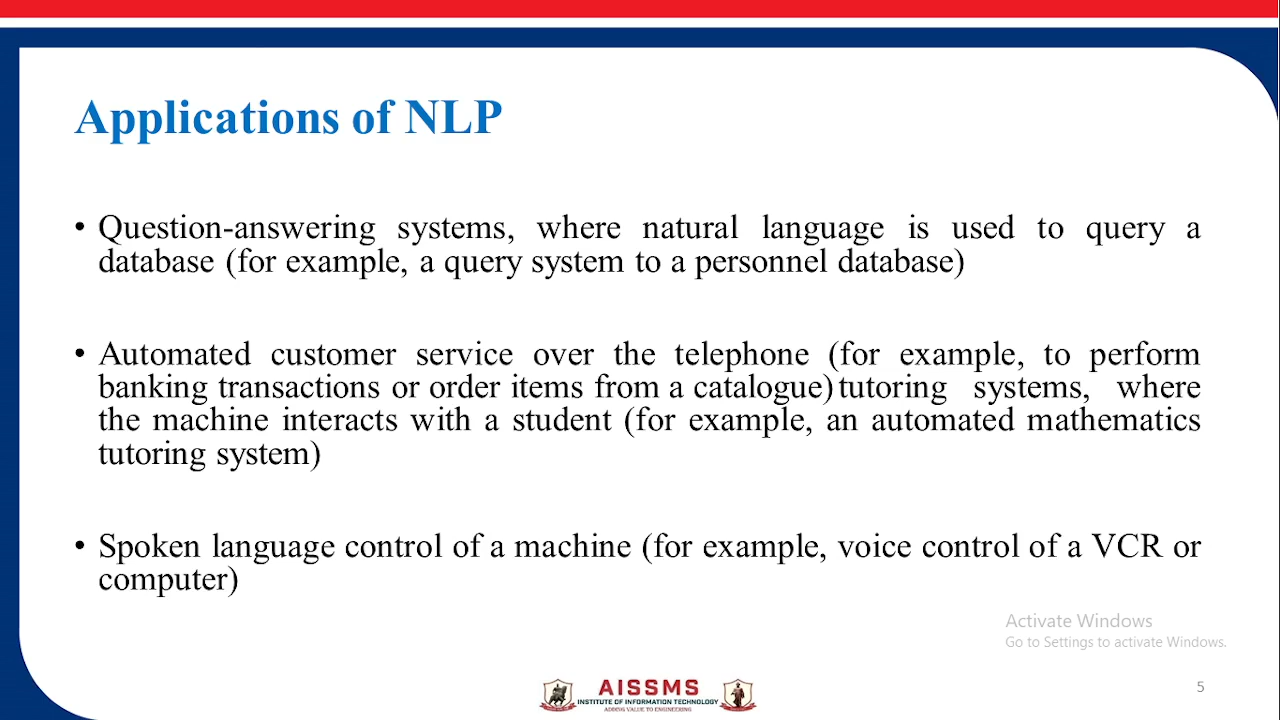 Applications of NLP
• Question-answering systems, where natural language is used to query a
database (for example, a query system to a personnel database)
• Automated customer service over the telephone (for example, to perform
banking transactions or order items from a catalogue) tutoring systems, where
the machine interacts with a student (for example, an automated mathematics
tutoring system)
• Spoken language control of a machine (for example, voice control of a VCR or
computer)
Activate Windows
Go to Settings to activate Windows.
AISSMS
INSTITUTE OF INFORMATION TECHNOLOGY
ADDING VALUE TO ENGINEERING
5